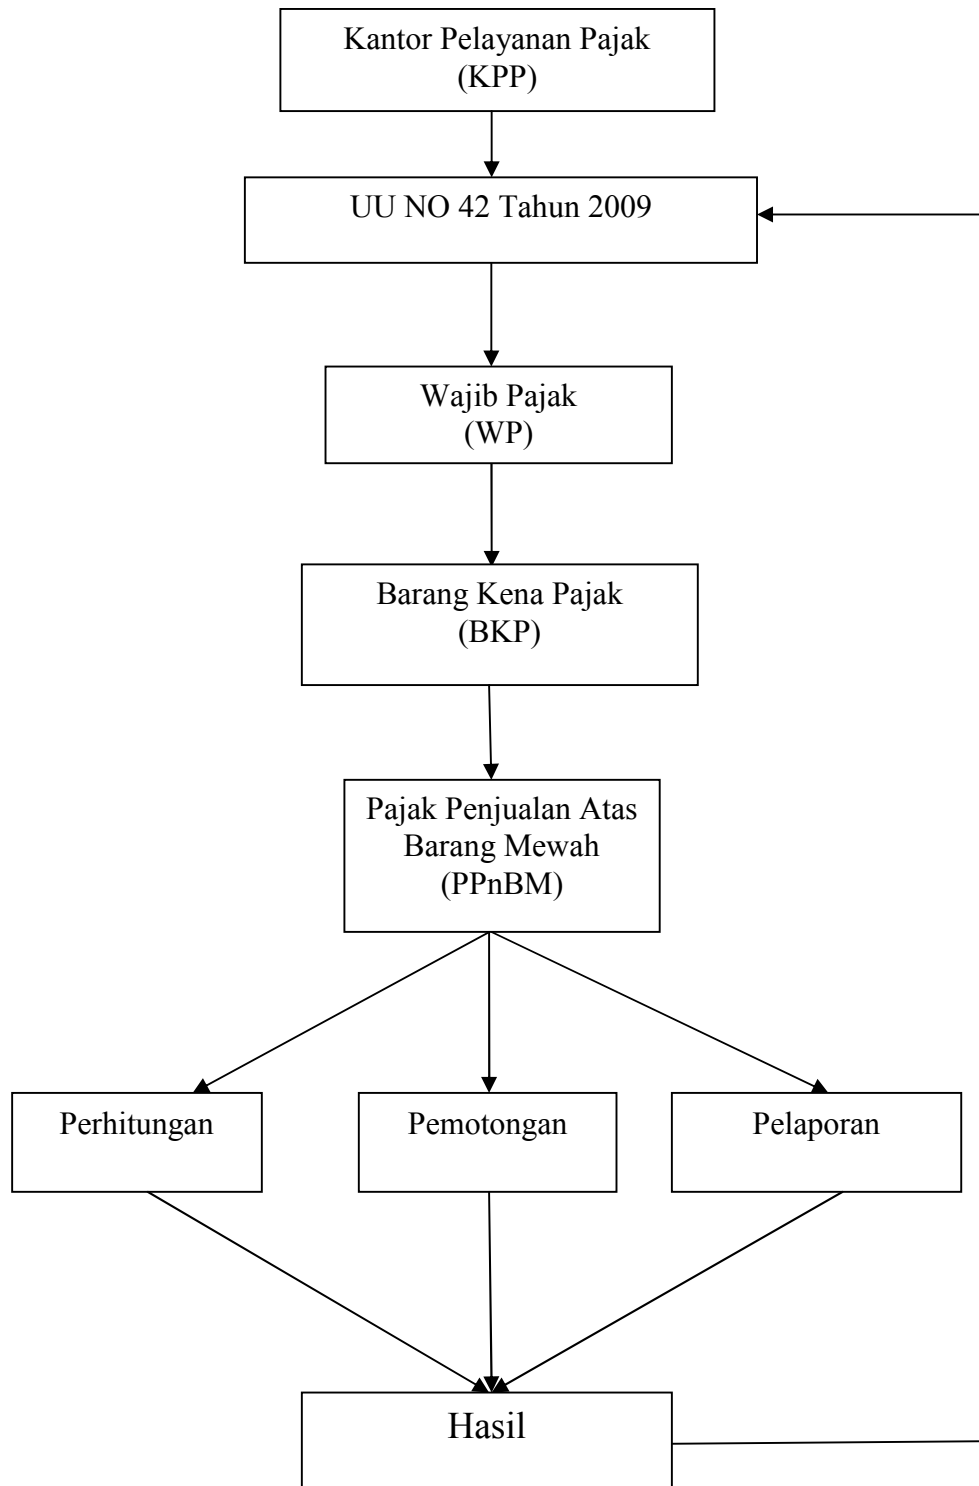 Kantor Pelayanan Pajak
(KPP)
UU NO 42 Tahun 2009
Wajib Pajak
(WP)
Barang Kena Pajak
(BKP)
Pajak Penjualan Atas
Barang Mewah
(PPnBM)
Perhitungan
Pemotongan
Pelaporan
Hasil